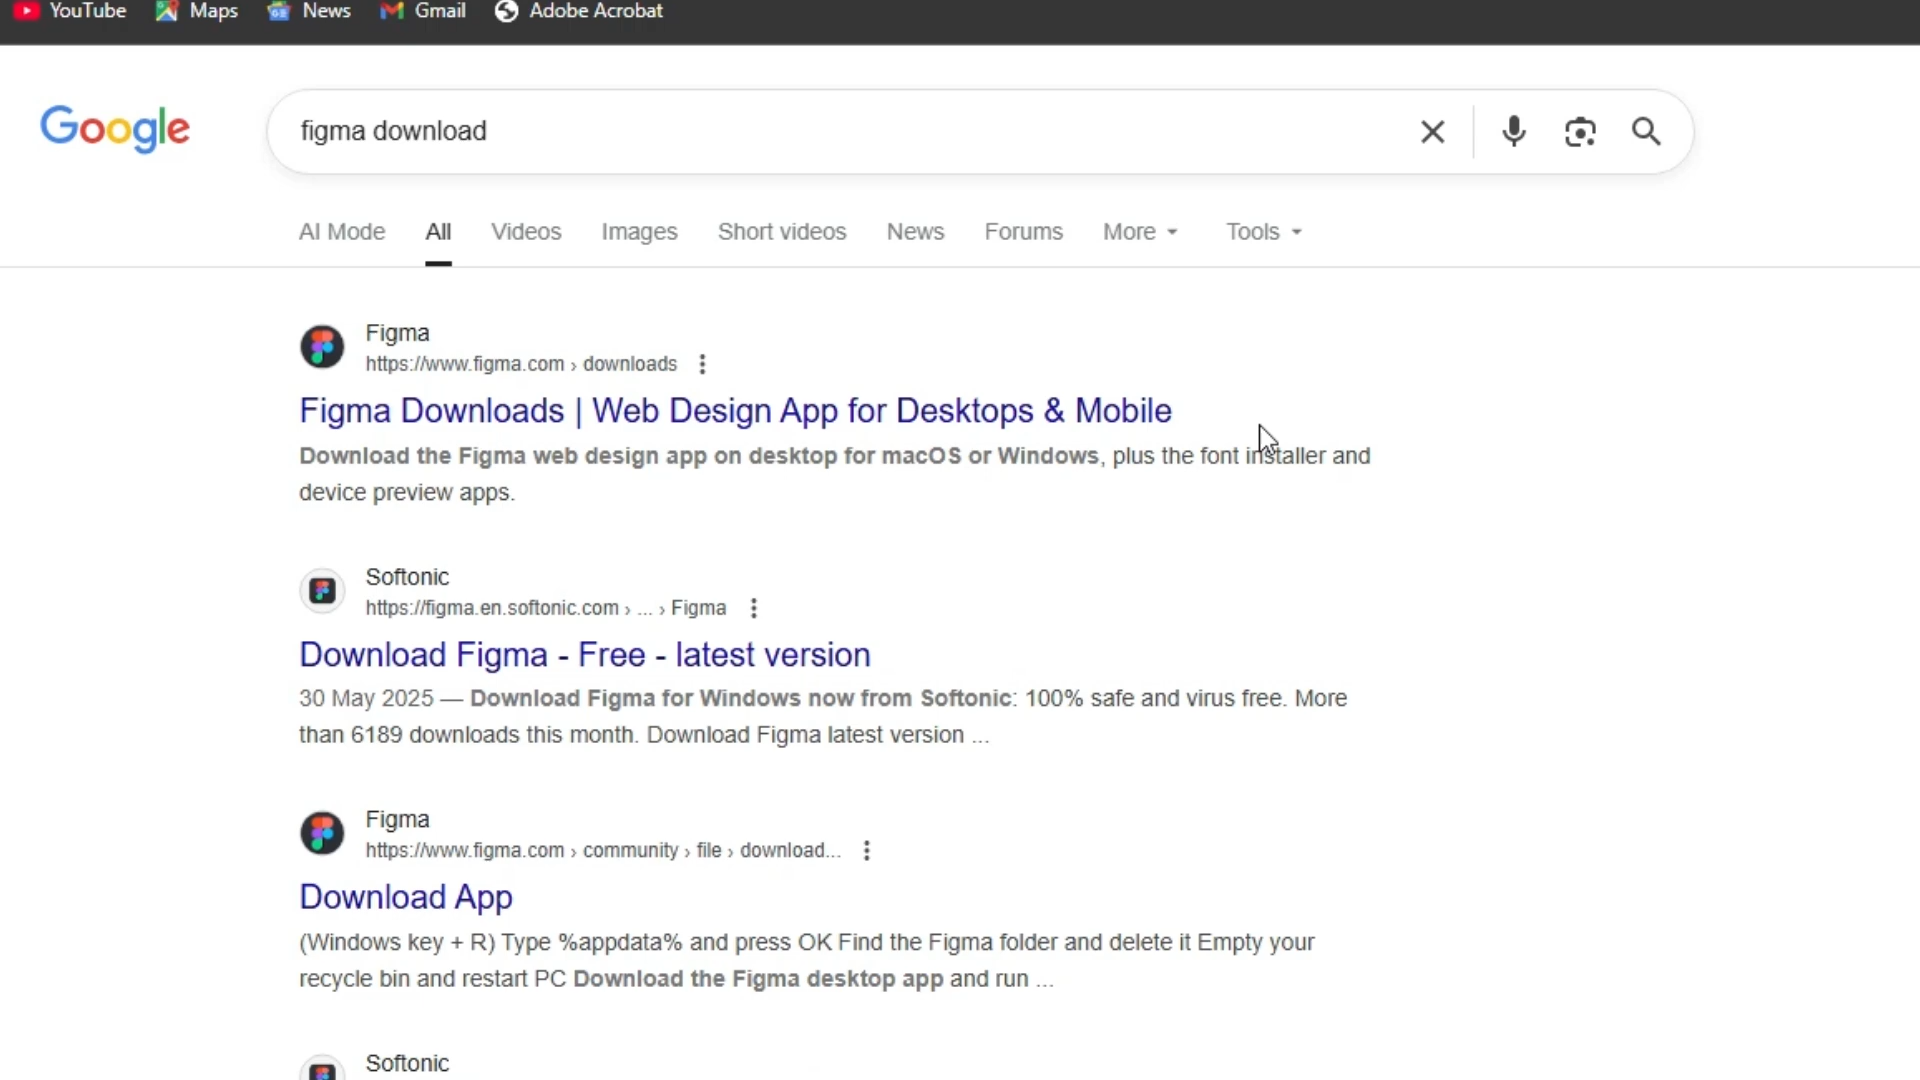 YouTube Maps News Gmail Adobe Acrobat
Google figma download
AI Mode All Videos Images Short videos News Forums More Tools
Figma
https://www.figma.com › downloads
Figma Downloads | Web Design App for Desktops & Mobile
Download the Figma web design app on desktop for macOS or Windows, plus the font installer and
device preview apps.
Softonic
https://figma.en.softonic.com › ... › Figma
Download Figma - Free - latest version
30 May 2025 — Download Figma for Windows now from Softonic: 100% safe and virus free. More
than 6189 downloads this month. Download Figma latest version ...
Figma
https://www.figma.com › community › file › download...
Download App
(Windows key + R) Type %appdata% and press OK Find the Figma folder and delete it Empty your
recycle bin and restart PC Download the Figma desktop app and run ...
Softonic